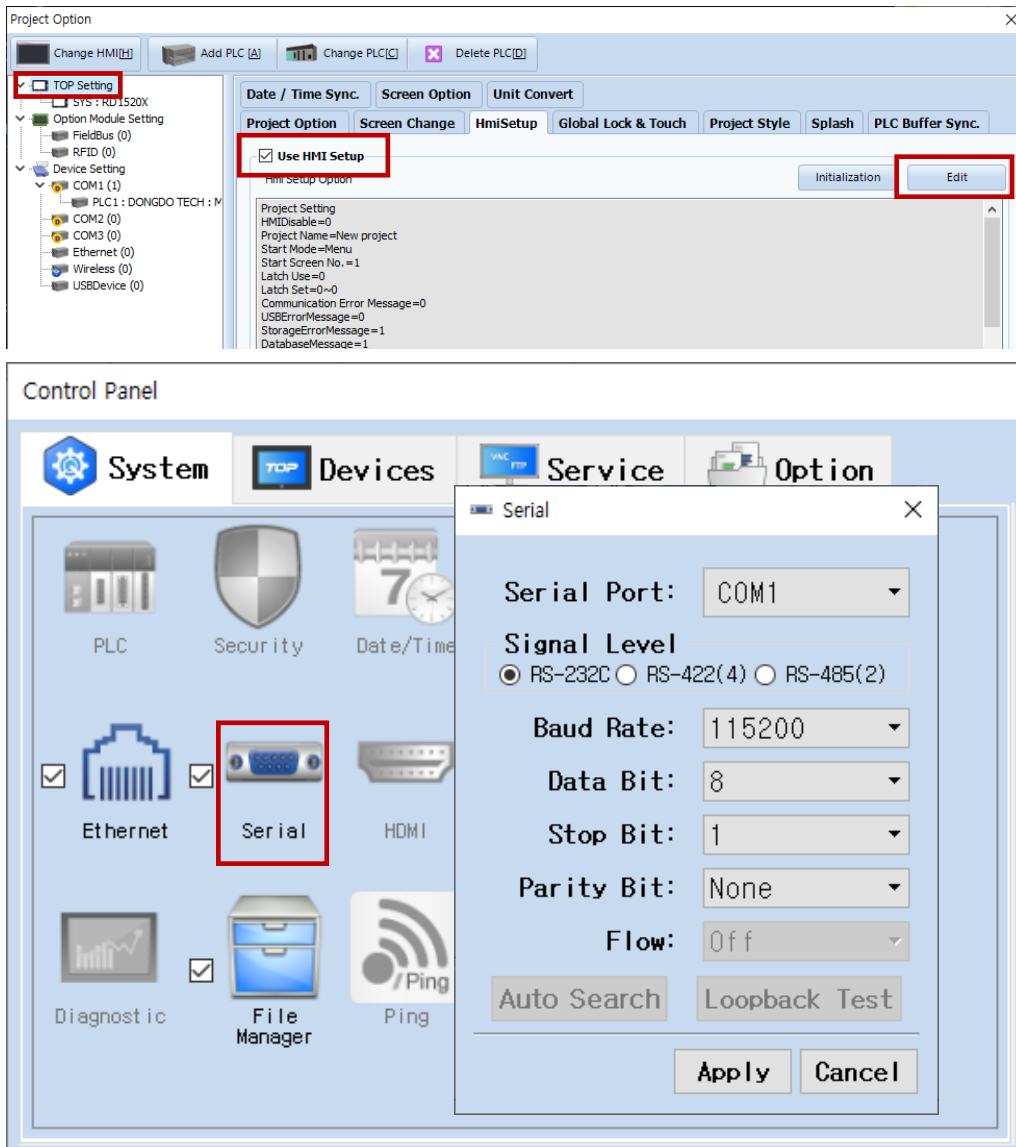 Project Option
Change HMI[H]
Add PLC [A]
Change PLC[C]
Delete PLC[D]
TOP Setting
SYS : RD1520X
Option Module Setting
FieldBus (0)
RFID (0)
Device Setting
COM1 (1)
PLC1 : DONGDO TECH : M
COM2 (0)
COM3 (0)
Ethernet (0)
Wireless (0)
USBDevice (0)
Date / Time Sync.
Screen Option
Unit Convert
Project Option
Screen Change
HmiSetup
Global Lock & Touch
Project Style
Splash
PLC Buffer Sync.
Use HMI Setup
Hmi Setup Option
Initialization
Edit
Project Setting
HMIDisable=0
Project Name=New project
Start Mode=Menu
Start Screen No.=1
Latch Use=0
Latch Set=0~0
Communication Error Message=0
USBErrorMessage=0
StorageErrorMessage=1
DatabaseMessage=1
Control Panel
System
TOP
Devices
VNC
FTP
Service
Option
PLC
Security
7
Date/Time
Ethernet
Serial
HDMI
Diagnostic
File
Manager
/Ping
Ping
Serial
Serial Port:
COM1
Signal Level
RS-232C
RS-422(4)
RS-485(2)
Baud Rate:
115200
Data Bit:
8
Stop Bit:
1
Parity Bit:
None
Flow:
Off
Auto Search
Loopback Test
Apply
Cancel